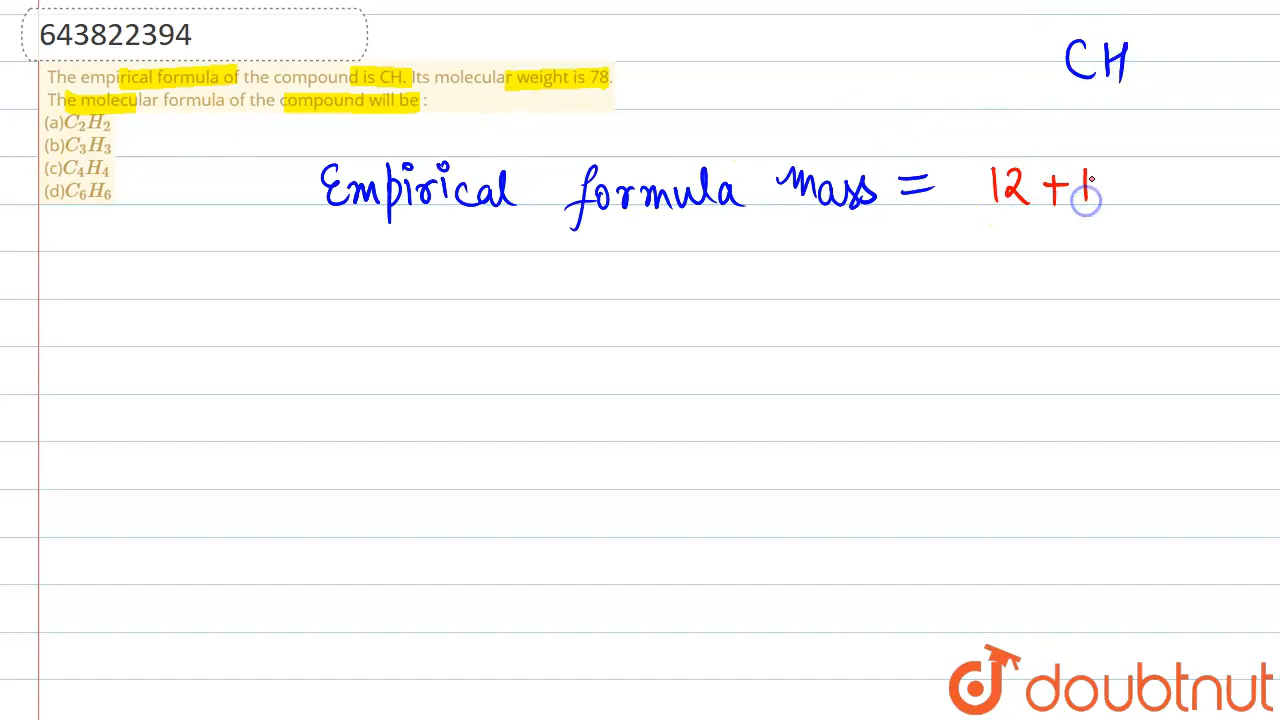 643822394
CH
The empirical formula of the compound is CH. Its molecular weight is 78.
The molecular formula of the compound will be :
(a)C₂H₂
(b)C₃H₃
(c)C₄H₄
(d)C₆H₆
Empirical formula Mass = 12 + 1
doubtnut